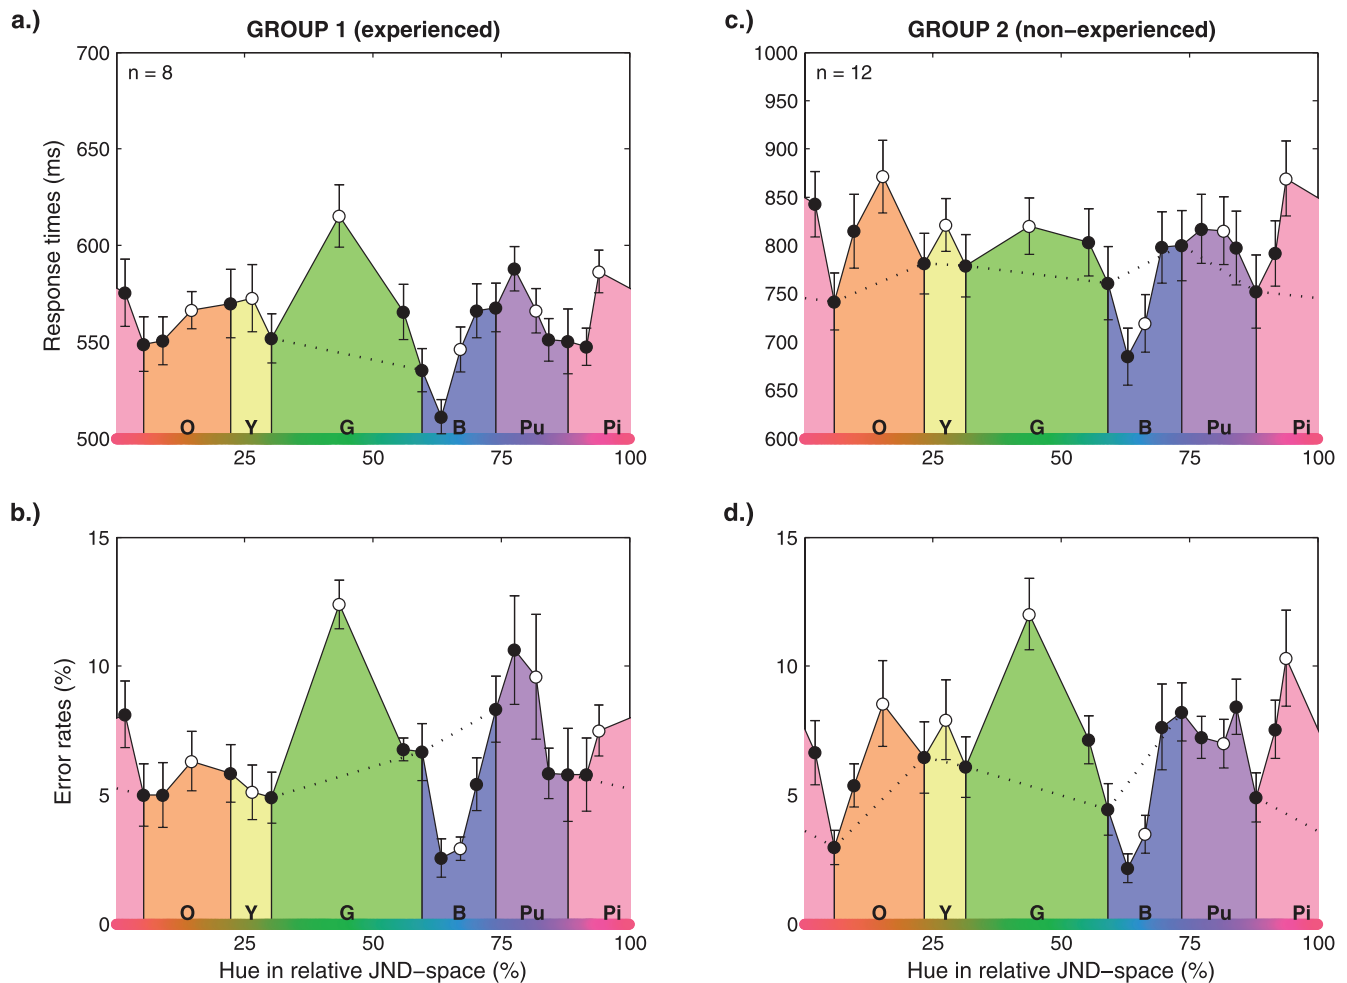 a.)
GROUP 1 (experienced)
n = 8
Response times (ms)
700
650
600
550
500
O Y G B Pu Pi
25 50 75 100
c.)
GROUP 2 (non−experienced)
n = 12
1000
950
900
850
800
750
700
650
600
O Y G B Pu Pi
25 50 75 100
b.)
Error rates (%)
15
10
5
0
O Y G B Pu Pi
25 50 75 100
Hue in relative JND−space (%)
d.)
15
10
5
0
O Y G B Pu Pi
25 50 75 100
Hue in relative JND−space (%)